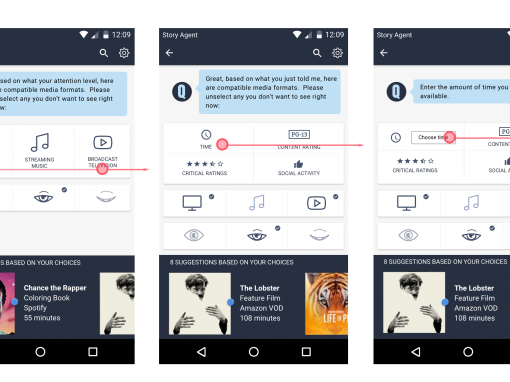 12:09
sed on what your attention level, here
are compatible media formats. Please
unselect any you don't want to see right
w:
STREAMING
MUSIC
BROADCAST
TELEVISION
S BASED ON YOUR CHOICES
Chance the Rapper
Coloring Book
Spotify
55 minutes
12:09
Story Agent
Q
Great, based on what you just told me, here
are compatible media formats. Please
unselect any you don't want to see right
now:
TIME
PG-13
CONTENT RATING
CRITICAL RATINGS
SOCIAL ACTIVITY
8 SUGGESTIONS BASED ON YOUR CHOICES
The Lobster
Feature Film
Amazon VOD
108 minutes
LIFE OF P
Story Agent
Q
Enter the amount of time you
available.
Choose time
PG
CONTENT
CRITICAL RATINGS
SOCIAL A
8 SUGGESTIONS BASED ON YOUR CHOICES
The Lobster
Feature Film
Amazon VOD
108 minutes